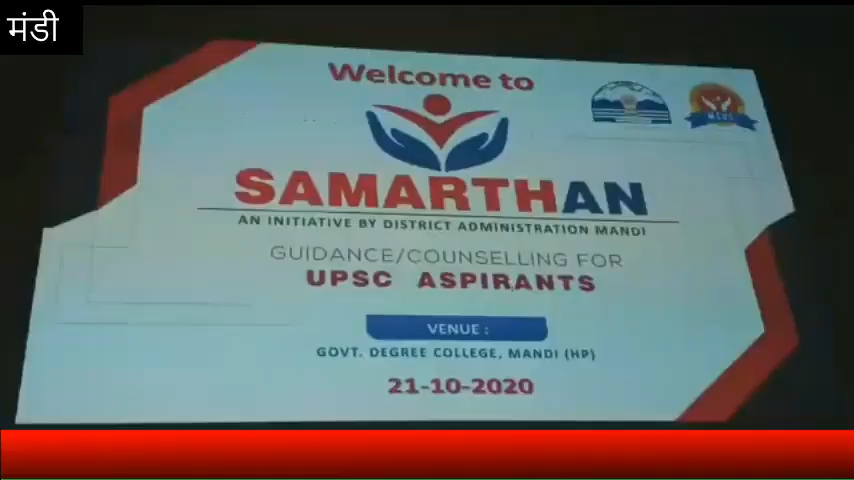 मंडी
Welcome to
SAMARTHAN
AN INITIATIVE BY DISTRICT ADMINISTRATION MANDI
GUIDANCE/COUNSELLING FOR
UPSC ASPIRANTS
VENUE :
GOVT. DEGREE COLLEGE, MANDI (HP)
21-10-2020